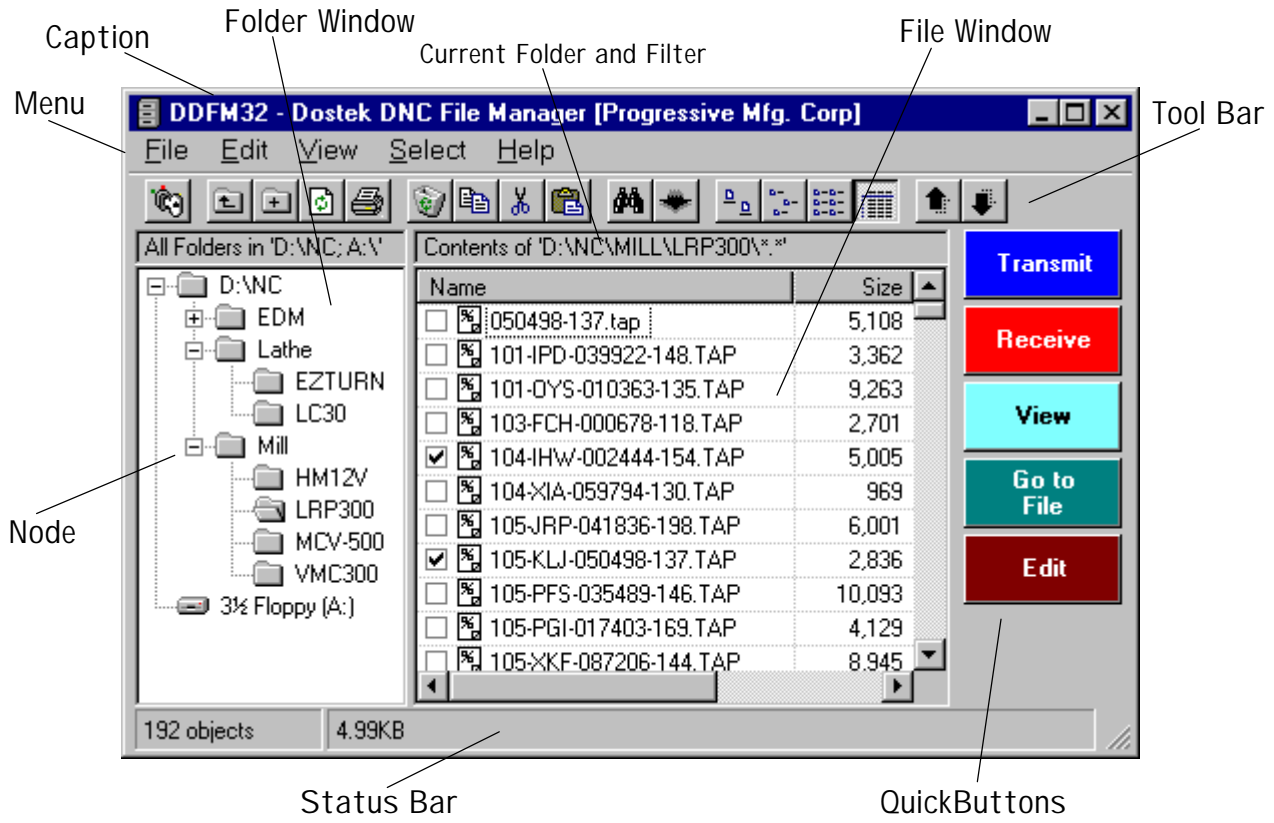 Caption
Folder Window
Current Folder and Filter
File Window
Menu
Tool Bar
DDFM32 - Dostek DNC File Manager [Progressive Mfg. Corp]
File Edit View Select Help
All Folders in 'D:\NC; A:\'
Contents of 'D:\NC\MILL\LRP300\*.*'
D:\NC
EDM
Lathe
EZTURN
LC30
Mill
HM12V
LRP300
MCV-500
VMC300
3½ Floppy (A:)
Name Size
050498-137.tap 5,108
101-IPD-039922-148.TAP 3,362
101-OYS-010363-135.TAP 9,263
103-FCH-000678-118.TAP 2,701
104-IHW-002444-154.TAP 5,005
104-XIA-059794-130.TAP 969
105-JRP-041836-198.TAP 6,001
105-KLJ-050498-137.TAP 2,836
105-PFS-035489-146.TAP 10,093
105-PGI-017403-169.TAP 4,129
105-XKF-087206-144.TAP 8,945
Transmit
Receive
View
Go to
File
Edit
Node
192 objects
4.99KB
Status Bar
QuickButtons